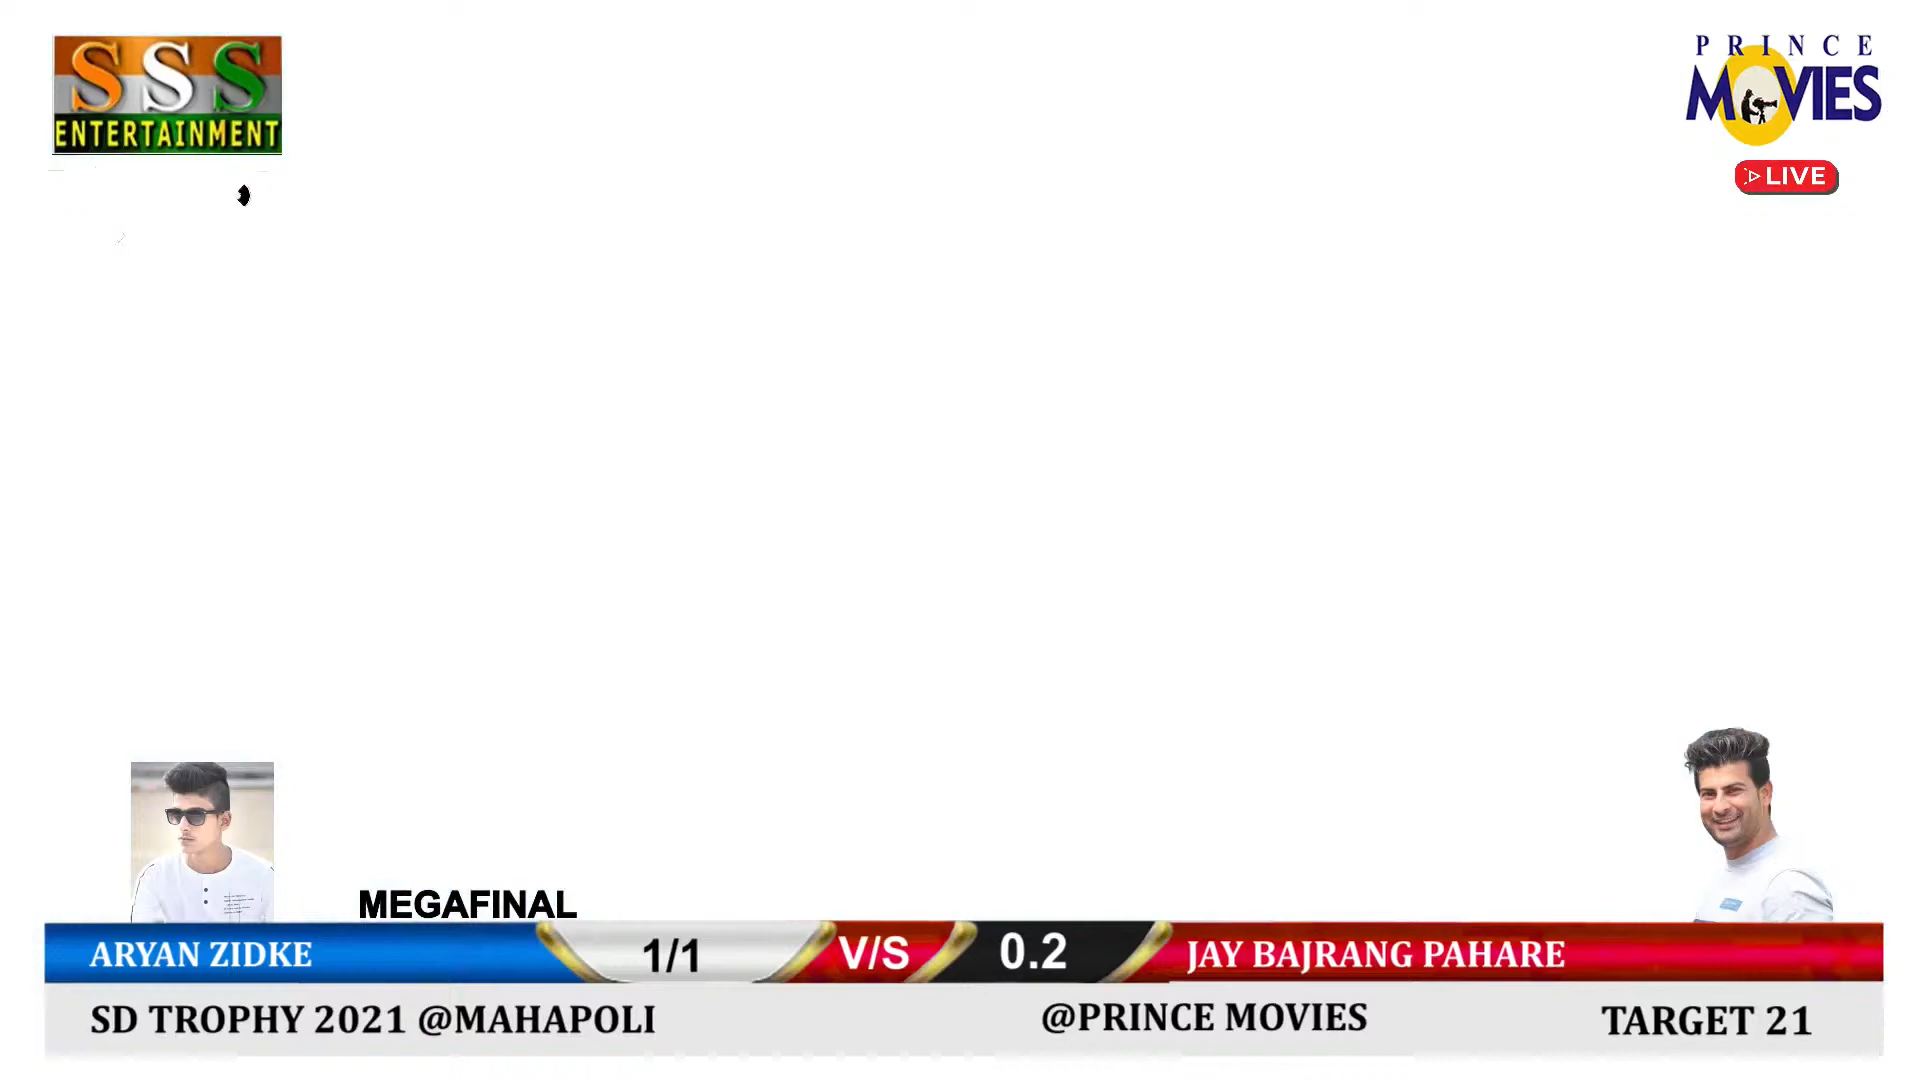 SSS
ENTERTAINMENT
PRINCE
MOVIES
LIVE
MEGAFINAL
ARYAN ZIDKE
1/1
V/S
0.2
JAY BAJRANG PAHARE
SD TROPHY 2021 @MAHAPOLI
@PRINCE MOVIES
TARGET 21